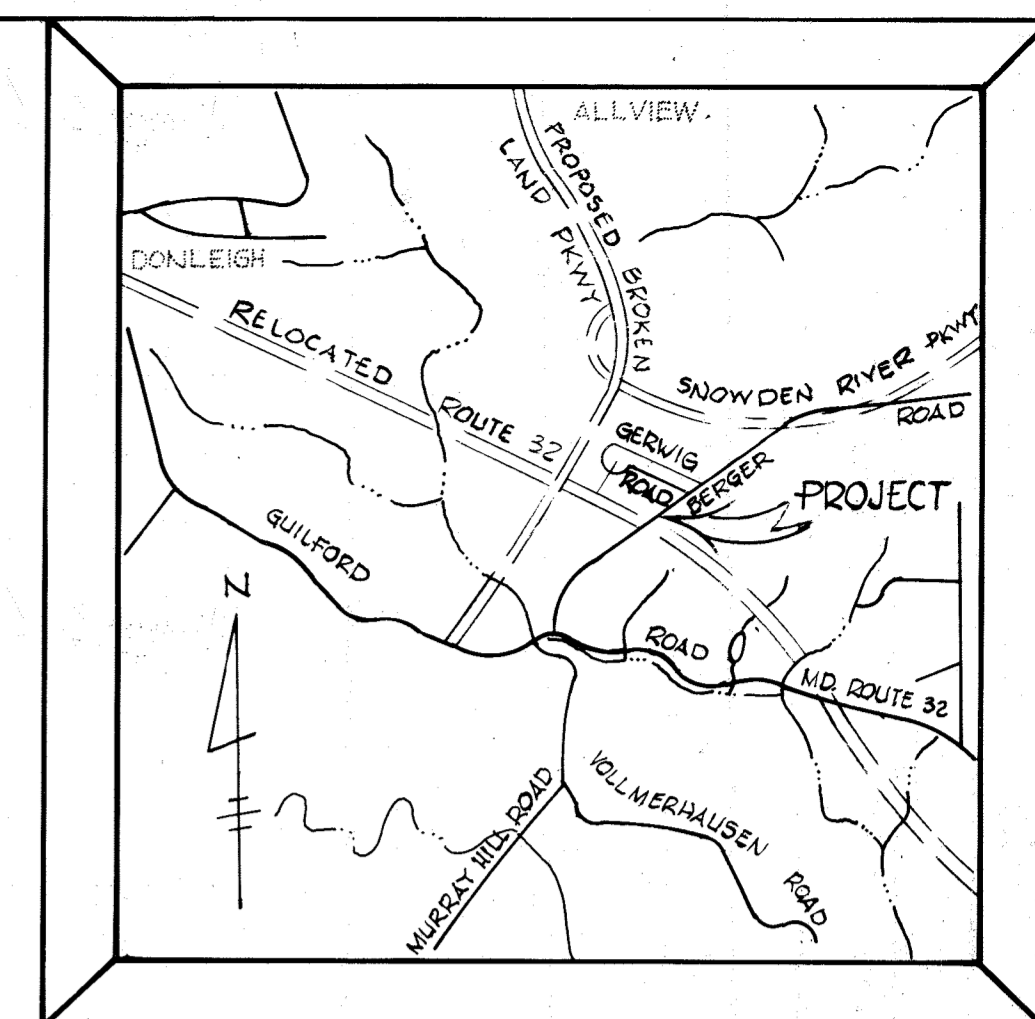 ALLVIEW
PROPOSED BROKEN
LAND PKWY
DONLEIGH
RELOCATED ROUTE 32
SNOWDEN RIVER PKWY
ROAD
GERWIG
ROAD
BERGER
PROJECT
GUILFORD
N
ROAD
MD. ROUTE 32
VOLLMERHAUSEN
ROAD
MURRAY HILL ROAD